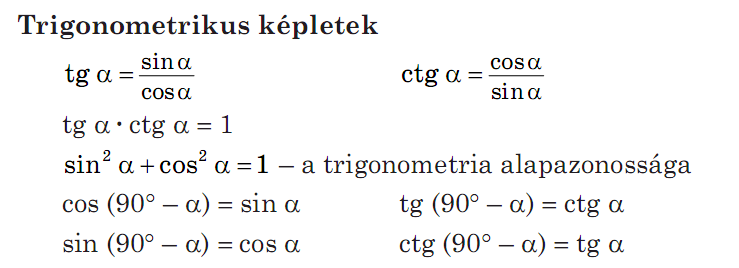 Trigonometrikus képletek
tg α = sin α / cos α    ctg α = cos α / sin α
tg α · ctg α = 1
sin² α + cos² α = 1 – a trigonometria alapazonossága
cos (90° – α) = sin α    tg (90° – α) = ctg α
sin (90° – α) = cos α    ctg (90° – α) = tg α